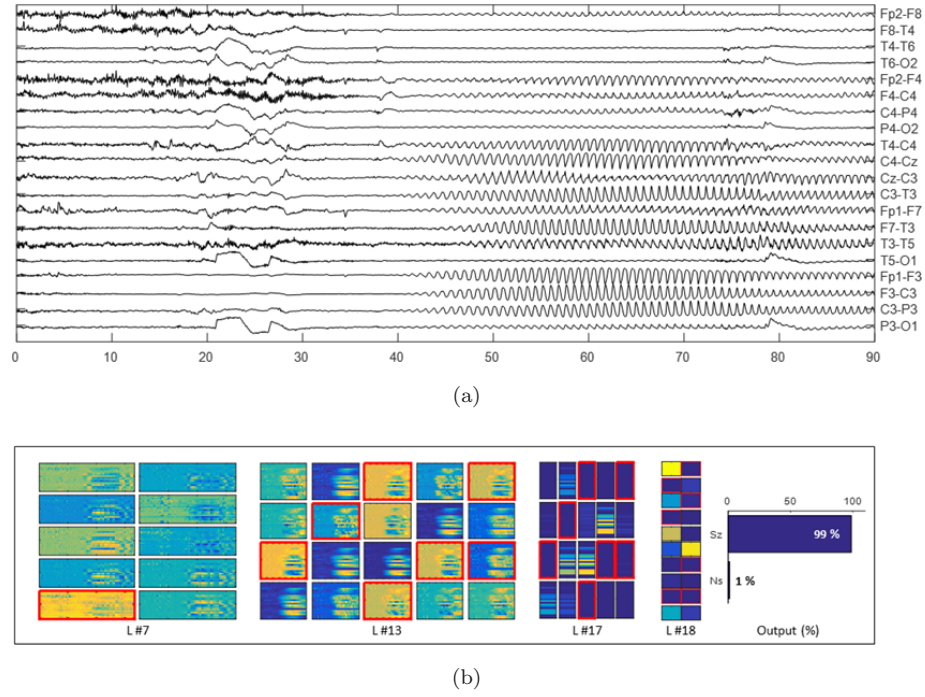 Fp2-F8
F8-T4
T4-T6
T6-O2
Fp2-F4
F4-C4
C4-P4
P4-O2
T4-C4
C4-Cz
Cz-C3
C3-T3
Fp1-F7
F7-T3
T3-T5
T5-O1
Fp1-F3
F3-C3
C3-P3
P3-O1
0 10 20 30 40 50 60 70 80 90
(a)
0 50 100
Sz 99 %
Ns 1 %
L #7 L #13 L #17 L #18 Output (%)
(b)